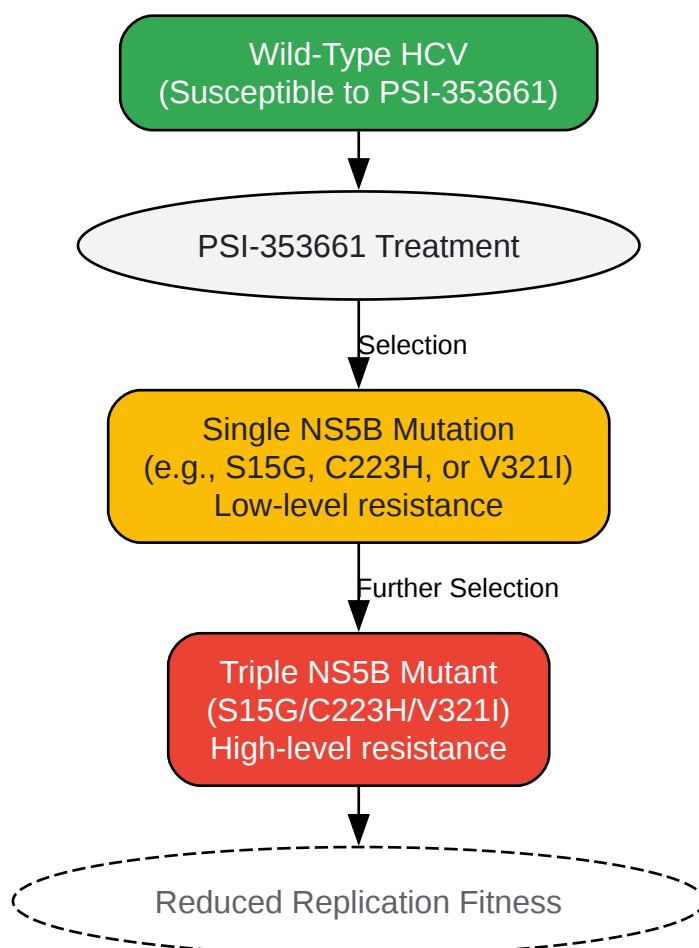 Wild-Type HCV
(Susceptible to PSI-353661)
PSI-353661 Treatment
Selection
Single NS5B Mutation
(e.g., S15G, C223H, or V321I)
Low-level resistance
Further Selection
Triple NS5B Mutant
(S15G/C223H/V321I)
High-level resistance
Reduced Replication Fitness